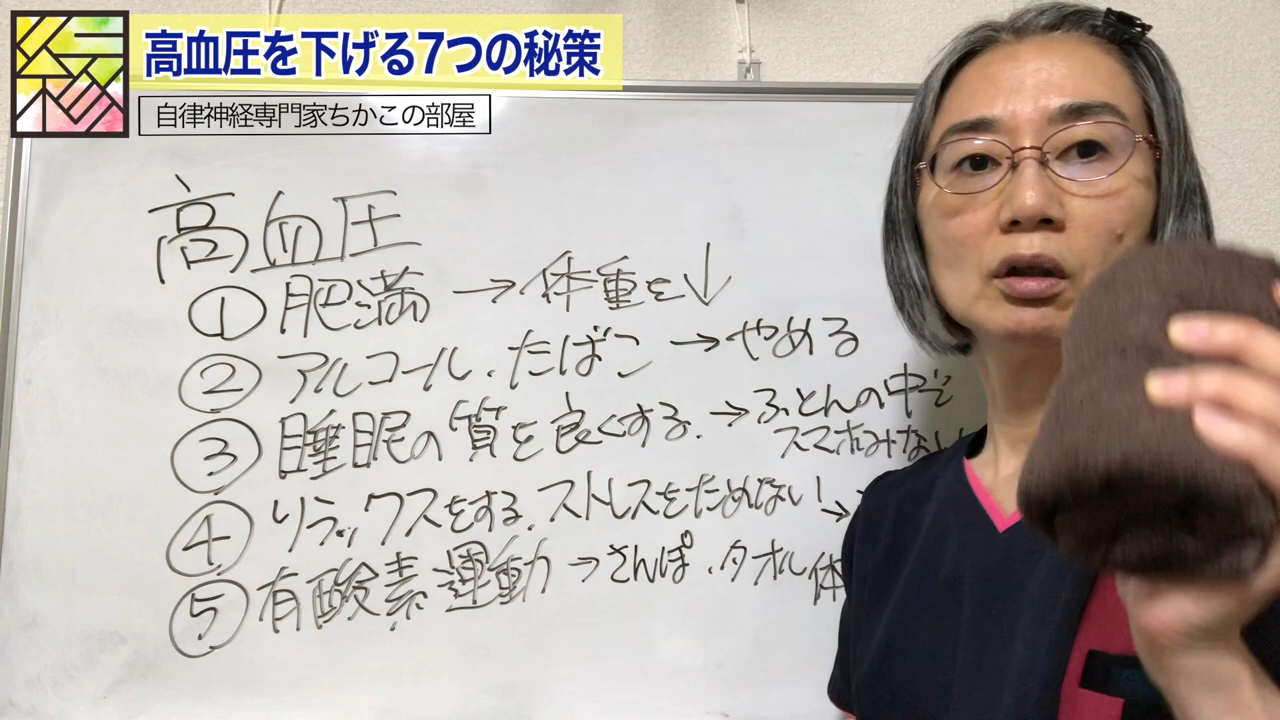 高血圧を下げる7つの秘策
自律神経専門家ちかこの部屋
高血圧
① 肥満 → 体重を↓
② アルコール、たばこ → やめる
③ 睡眠の質を良くする。→ ふとんの中で
スマホみない
④ リラックスをする。ストレスをためない! →
⑤ 有酸素運動 → さんぽ、タオル体